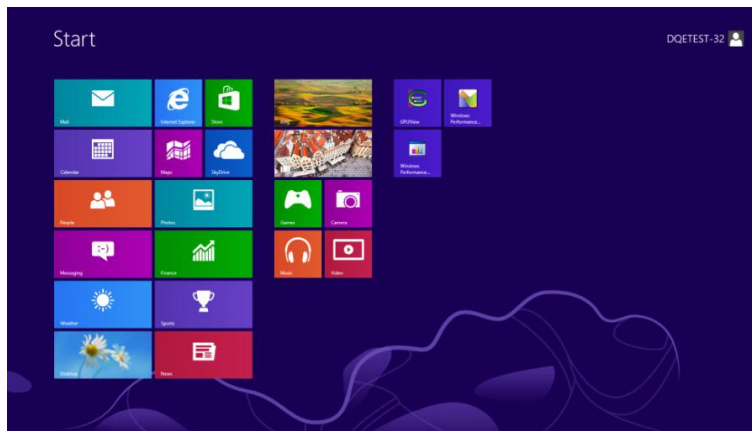 Start
DQETEST-32
Mail
Internet Explorer
Store
Calendar
Maps
SkyDrive
People
Photos
Messaging
:-)
Finance
Weather
Sports
Desktop
News
Games
Camera
Music
Video
GPUView
Windows
Performance...
Windows
Performance...